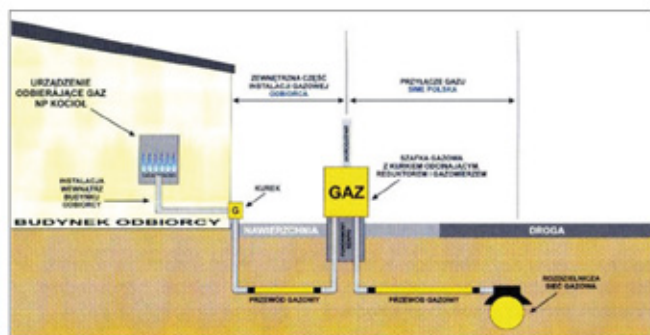 URZĄDZENIE
ODBIERAJĄCE GAZ
NP KOCIOŁ
ZEWNĘTRZNA CZĘŚĆ
INSTALACJI GAZOWEJ
ODBIORCA
PRZYŁĄCZE GAZU
SIME POLSKA
SZAFKA GAZOWA
Z KURKIEM ODCINAJĄCYM,
REDUKTOREM I GAZOMIERZEM
INSTALACJA
WEWNĄTRZ
BUDYNKU
ODBIORCY
KUREK
G
GAZ
BUDYNEK ODBIORCY
NAWIERZCHNIA
DROGA
PRZEWÓD GAZOWY
PRZEWÓD GAZOWY
ROZDZIELCZA
SIEĆ GAZOWA